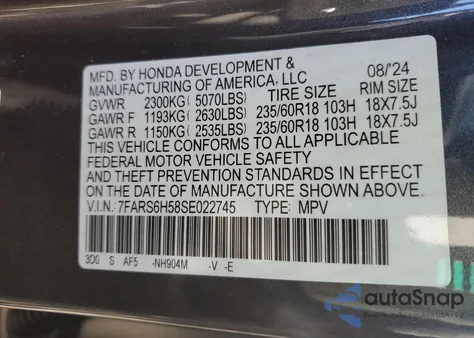 MFD. BY HONDA DEVELOPMENT &
MANUFACTURING OF AMERICA, LLC 08/'24
GVWR 2300KG (5070LBS) TIRE SIZE RIM SIZE
GAWR F 1193KG (2630LBS) 235/60R18 103H 18X7.5J
GAWR R 1150KG (2535LBS) 235/60R18 103H 18X7.5J
THIS VEHICLE CONFORMS TO ALL APPLICABLE
FEDERAL MOTOR VEHICLE SAFETY
AND THEFT PREVENTION STANDARDS IN EFFECT
ON THE DATE OF MANUFACTURE SHOWN ABOVE.
V.I.N.: 7FARS6H58SE022745 TYPE: MPV
3D0 S AF5 -NH904M -V -E
autoSnap